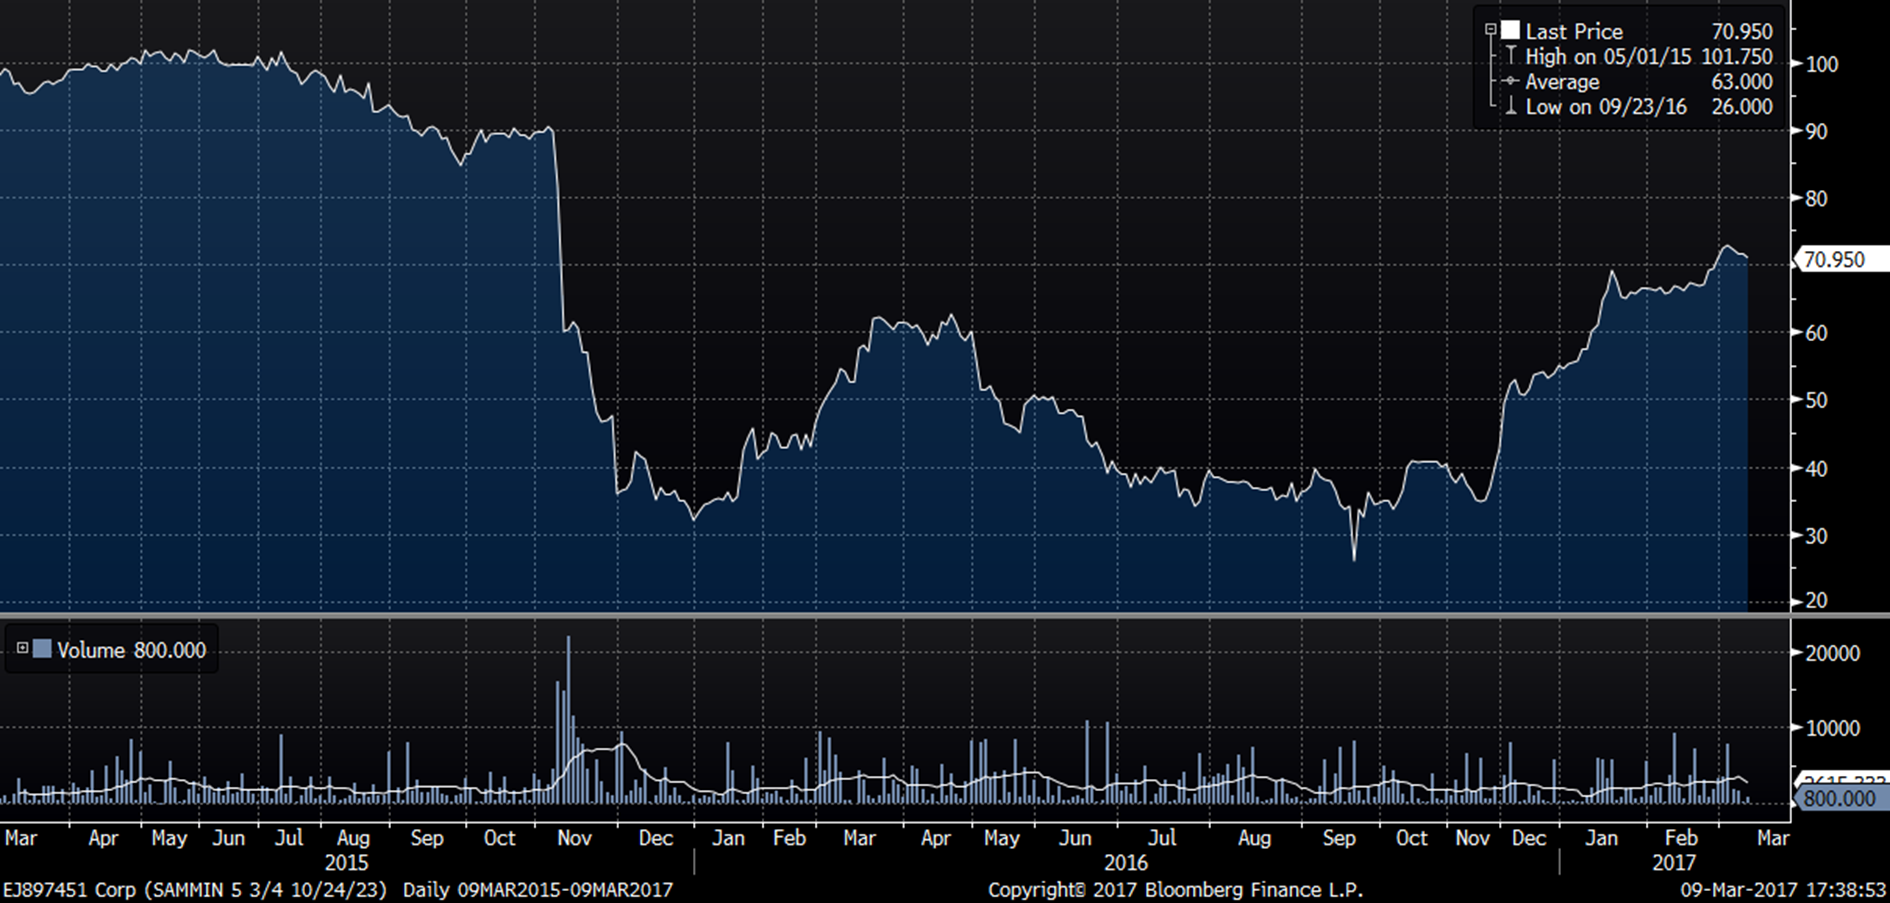 Last Price 70.950
High on 05/01/15 101.750
Average 63.000
Low on 09/23/16 26.000
100
90
80
70.950
60
50
40
30
20
Volume 800.000
20000
10000
800.000
Mar Apr May Jun Jul Aug Sep Oct Nov Dec Jan Feb Mar Apr May Jun Jul Aug Sep Oct Nov Dec Jan Feb Mar
2015 2016 2017
EJ897451 Corp (SAMMIN 5 3/4 10/24/23) Daily 09MAR2015-09MAR2017 Copyright© 2017 Bloomberg Finance L.P. 09-Mar-2017 17:38:53